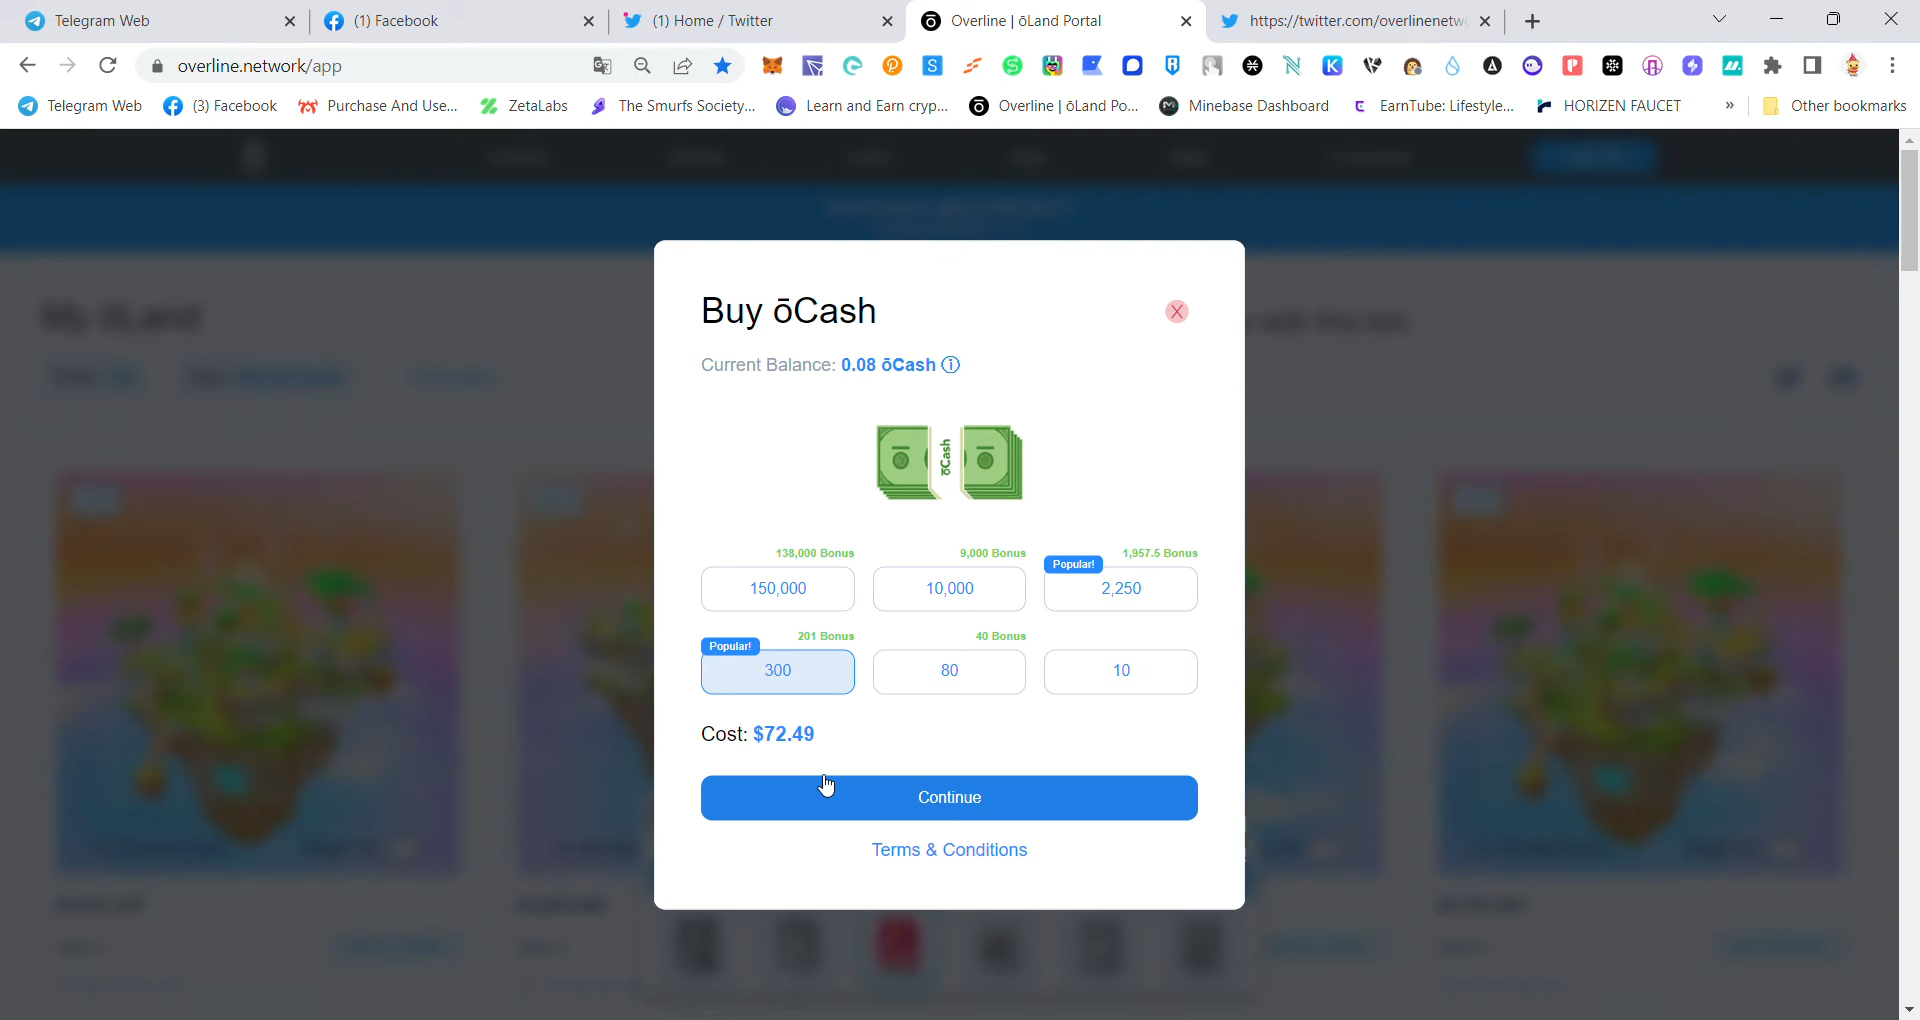 Telegram Web
(1) Facebook
(1) Home / Twitter
Overline | ōLand Portal
https://twitter.com/overlinenetw
overline.network/app
Telegram Web
(3) Facebook
Purchase And Use...
ZetaLabs
The Smurfs Society...
Learn and Earn cryp...
Overline | ōLand Po...
Minebase Dashboard
EarnTube: Lifestyle...
HORIZEN FAUCET
»
Other bookmarks
My ōLand
Buy ōCash
X
Current Balance: 0.08 ōCash
ōCash
138,000 Bonus
150,000
9,000 Bonus
10,000
1,957.5 Bonus
Popular!
2,250
201 Bonus
Popular!
300
40 Bonus
80
10
Cost: $72.49
Continue
Terms & Conditions